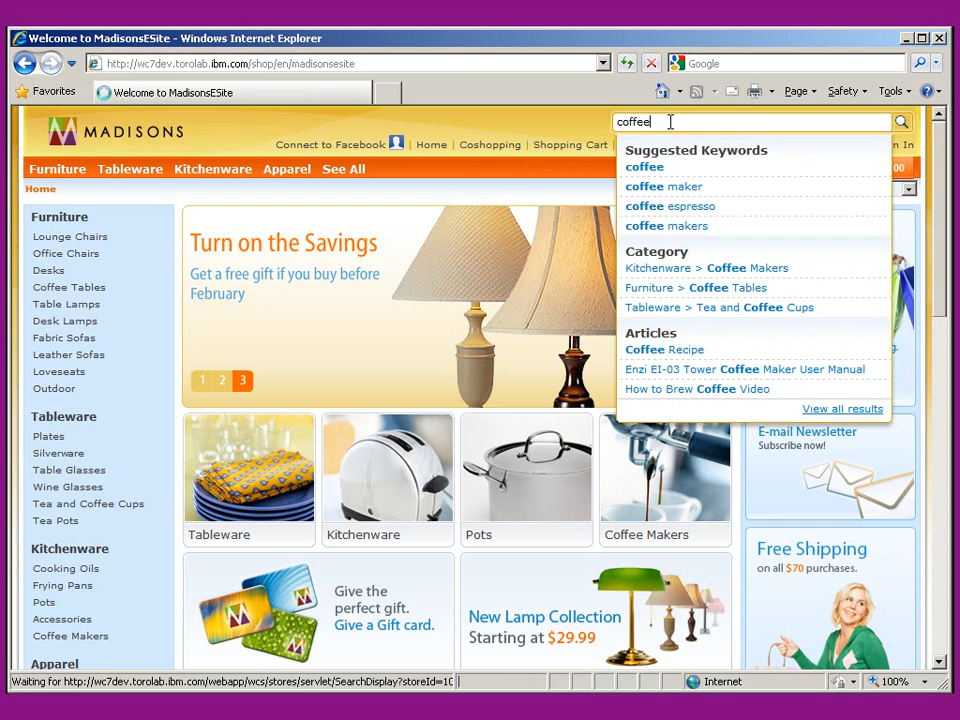 Welcome to MadisonsESite - Windows Internet Explorer
http://wc7dev.torolab.ibm.com/shop/en/madisonsesite
Google
Favorites
Welcome to MadisonsESite
Page
Safety
Tools
MADISONS
coffee
Connect to Facebook | Home | Coshopping | Shopping Cart
n In
Furniture Tableware Kitchenware Apparel See All
00
Home
Suggested Keywords
coffee
coffee maker
coffee espresso
coffee makers
Category
Kitchenware > Coffee Makers
Furniture > Coffee Tables
Tableware > Tea and Coffee Cups
Articles
Coffee Recipe
Enzi EI-03 Tower Coffee Maker User Manual
How to Brew Coffee Video
View all results
Furniture
Lounge Chairs
Office Chairs
Desks
Coffee Tables
Table Lamps
Desk Lamps
Fabric Sofas
Leather Sofas
Loveseats
Outdoor
Tableware
Plates
Silverware
Table Glasses
Wine Glasses
Tea and Coffee Cups
Tea Pots
Kitchenware
Cooking Oils
Frying Pans
Pots
Accessories
Coffee Makers
Apparel
Turn on the Savings
Get a free gift if you buy before
February
1 2 3
Tableware
Kitchenware
Pots
Coffee Makers
Give the
perfect gift.
Give a Gift card.
New Lamp Collection
Starting at $29.99
E-mail Newsletter
Subscribe now!
Free Shipping
on all $70 purchases.
Waiting for http://wc7dev.torolab.ibm.com/webapp/wcs/stores/servlet/SearchDisplay?storeId=10
Internet
100%